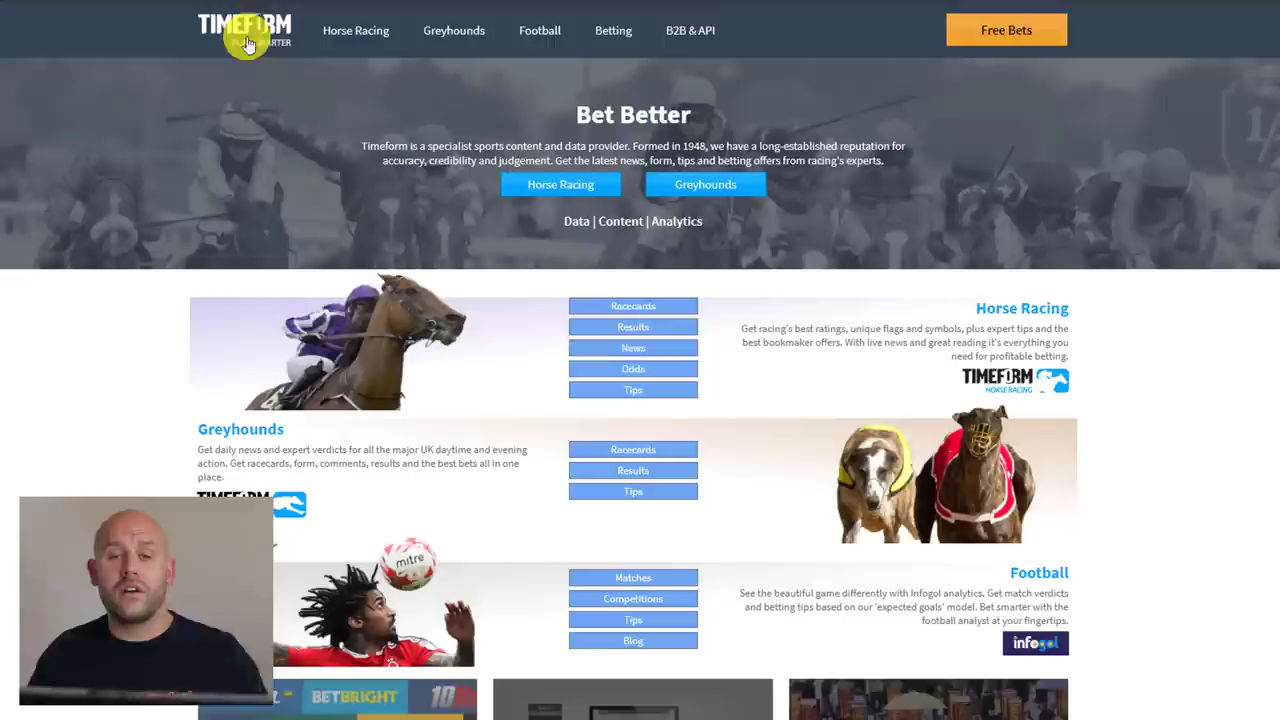 TIMEFORM
Horse Racing
Greyhounds
Football
Betting
B2B & API
Free Bets
Bet Better
Timeform is a specialist sports content and data provider. Formed in 1948, we have a long-established reputation for
accuracy, credibility and judgement. Get the latest news, form, tips and betting offers from racing's experts.
Horse Racing
Greyhounds
Data | Content | Analytics
Racecards
Results
News
Odds
Tips
Horse Racing
Get racing's best ratings, unique flags and symbols, plus expert tips and the
best bookmaker offers. With live news and great reading it's everything you
need for profitable betting.
TIMEFORM
HORSE RACING
Greyhounds
Get daily news and expert verdicts for all the major UK daytime and evening
action. Get racecards, form, comments, results and the best bets all in one
place.
TIMEFORM
Racecards
Results
Tips
mitre
Matches
Competitions
Tips
Blog
Football
See the beautiful game differently with Infogol analytics. Get match verdicts
and betting tips based on our 'expected goals' model. Bet smarter with the
football analyst at your fingertips.
infogol
BETBRIGHT